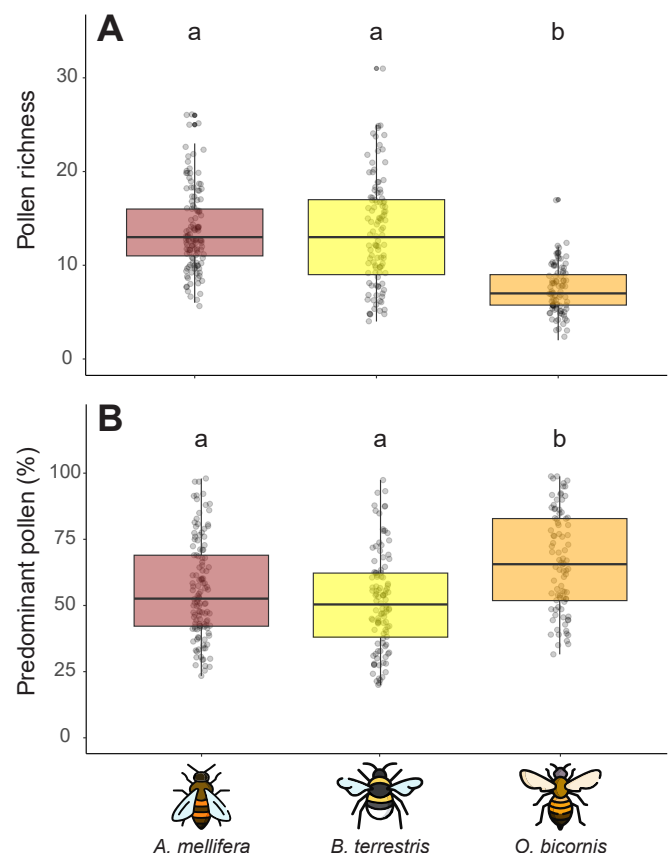 A
a a b
Pollen richness
30
20
10
0
B
a a b
Predominant pollen (%)
100
75
50
25
0
A. mellifera B. terrestris O. bicornis